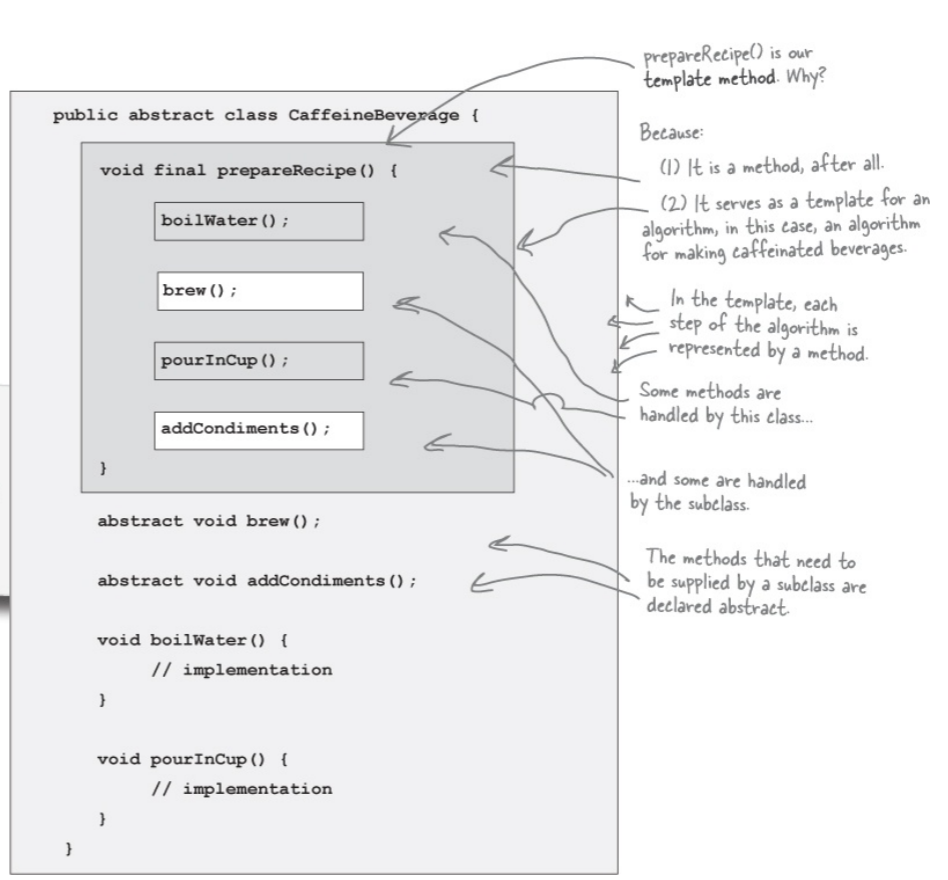 public abstract class CaffeineBeverage {
void final prepareRecipe() {
boilWater();
brew();
pourInCup();
addCondiments();
}
abstract void brew();
abstract void addCondiments();
void boilWater() {
// implementation
}
void pourInCup() {
// implementation
}
}
prepareRecipe() is our
template method. Why?
Because:
(1) It is a method, after all.
(2) It serves as a template for an
algorithm, in this case, an algorithm
for making caffeinated beverages.
In the template, each
step of the algorithm is
represented by a method.
Some methods are
handled by this class...
...and some are handled
by the subclass.
The methods that need to
be supplied by a subclass are
declared abstract.